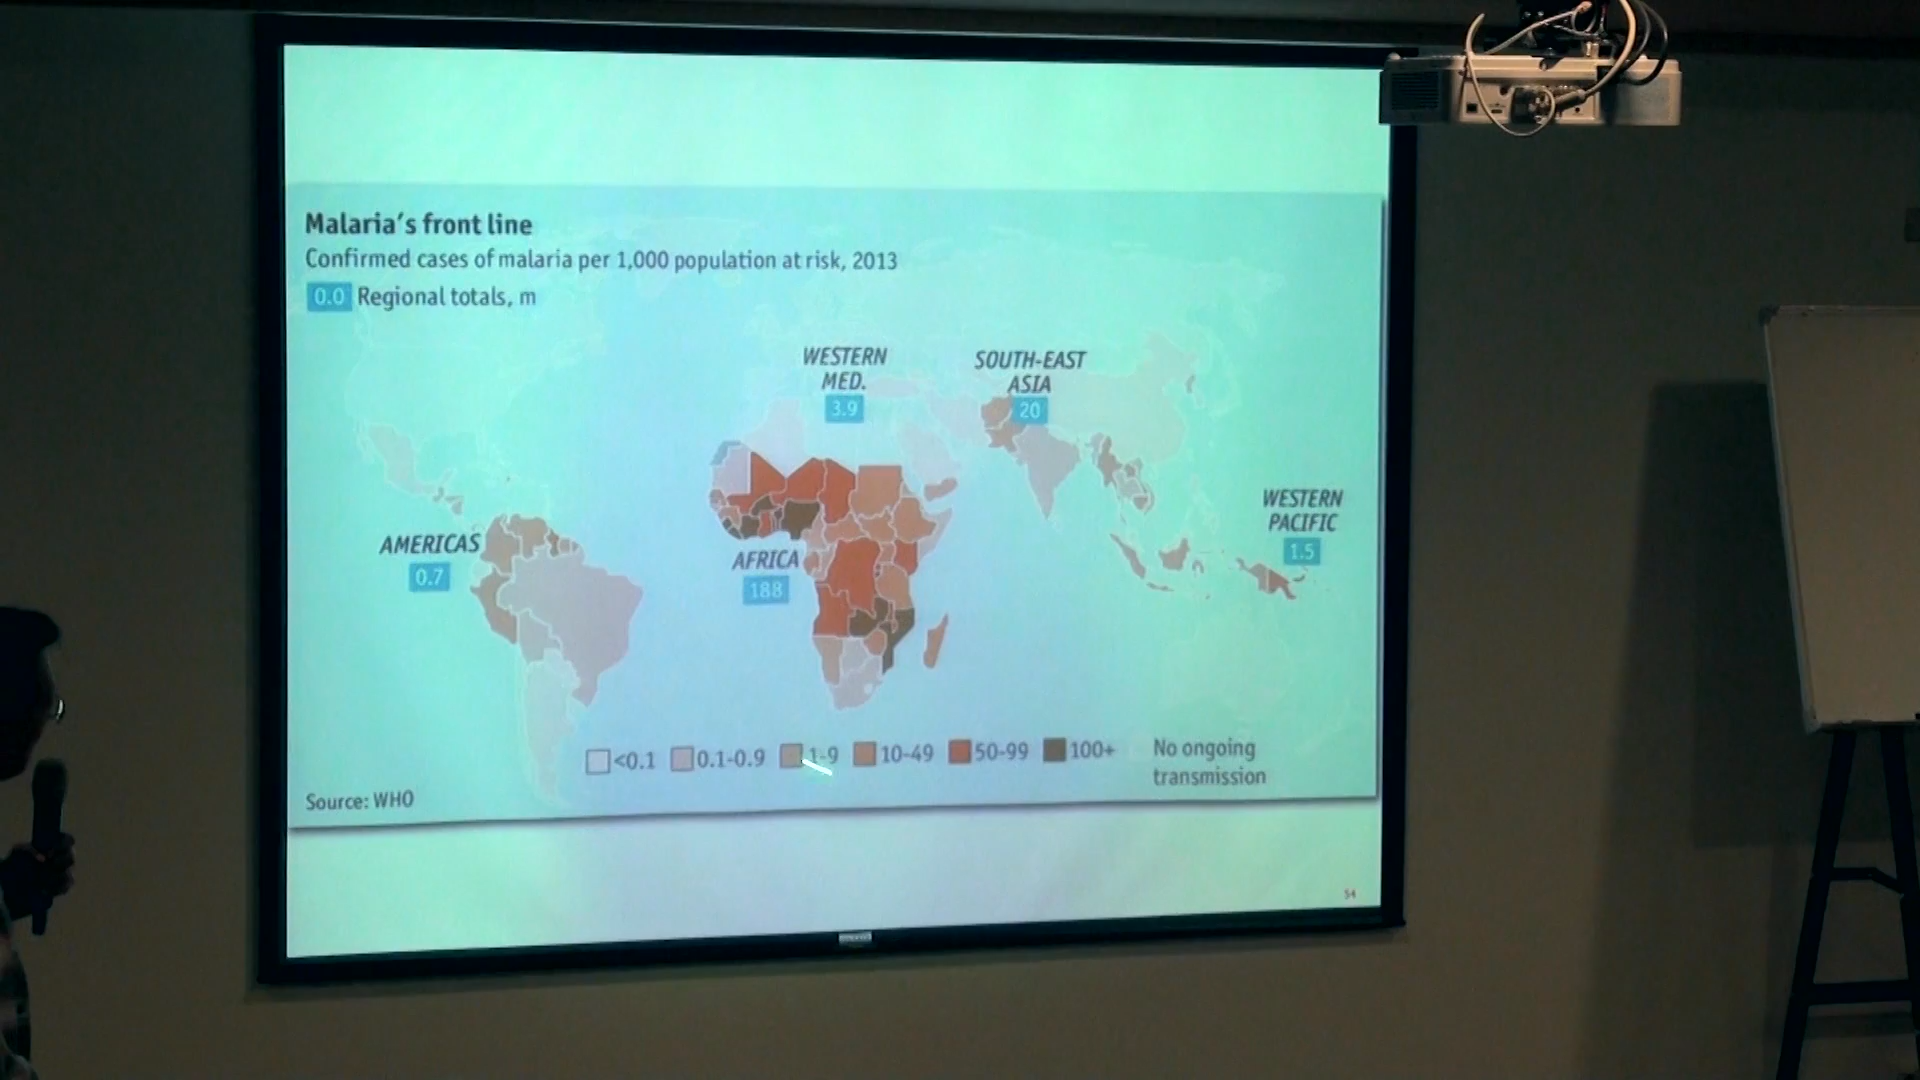 Malaria's front line
Confirmed cases of malaria per 1,000 population at risk, 2013
0.0 Regional totals, m
WESTERN
MED.
3.9
SOUTH-EAST
ASIA
20
WESTERN
PACIFIC
1.5
AMERICAS
0.7
AFRICA
188
<0.1 0.1-0.9 1-9 10-49 50-99 100+ No ongoing
transmission
Source: WHO
54